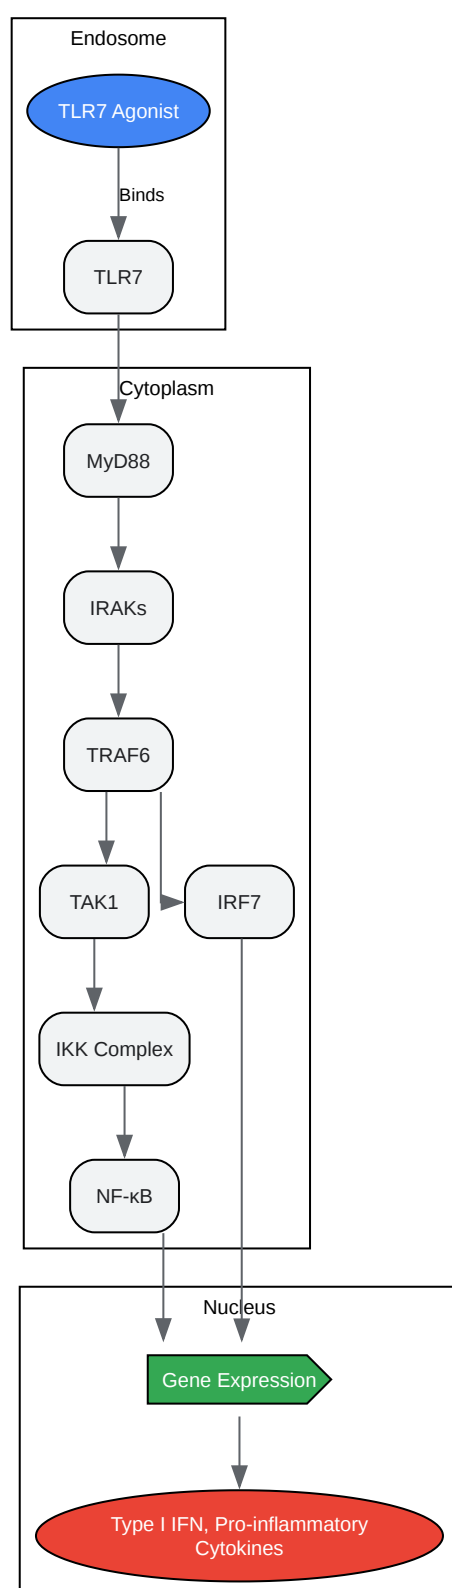 Endosome
TLR7 Agonist
Binds
TLR7
Cytoplasm
MyD88
IRAKs
TRAF6
TAK1
IRF7
IKK Complex
NF-κB
Nucleus
Gene Expression
Type I IFN, Pro-inflammatory
Cytokines